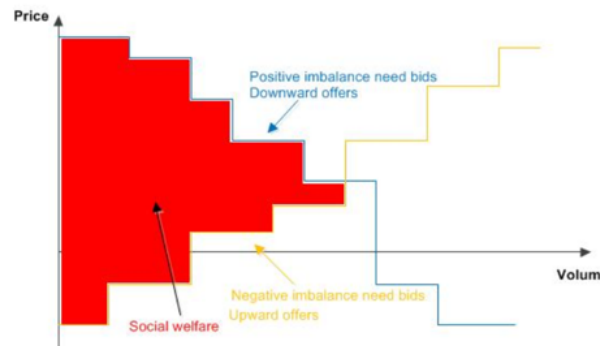 Price
Positive imbalance need bids
Downward offers
Volum
Negative imbalance need bids
Upward offers
Social welfare